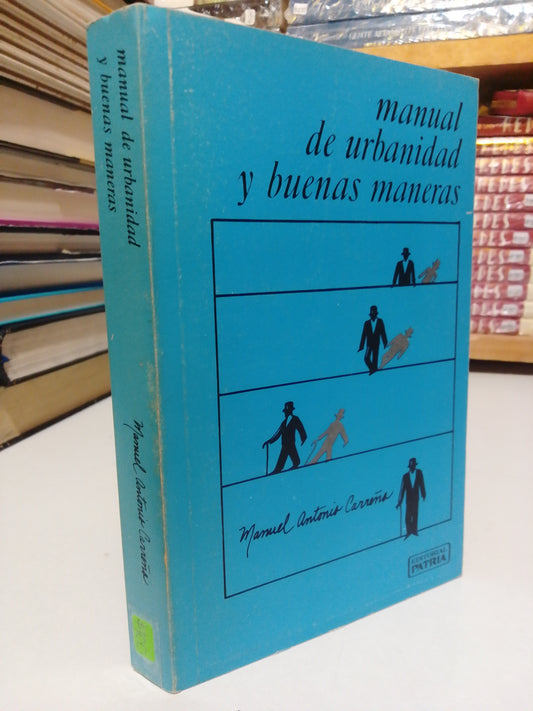 manual de urbanidad
y buenas maneras
Manuel Antonio Carreño
manual
de urbanidad
y buenas maneras
Manuel Antonio Carreño
EDITORIAL
PATRIA